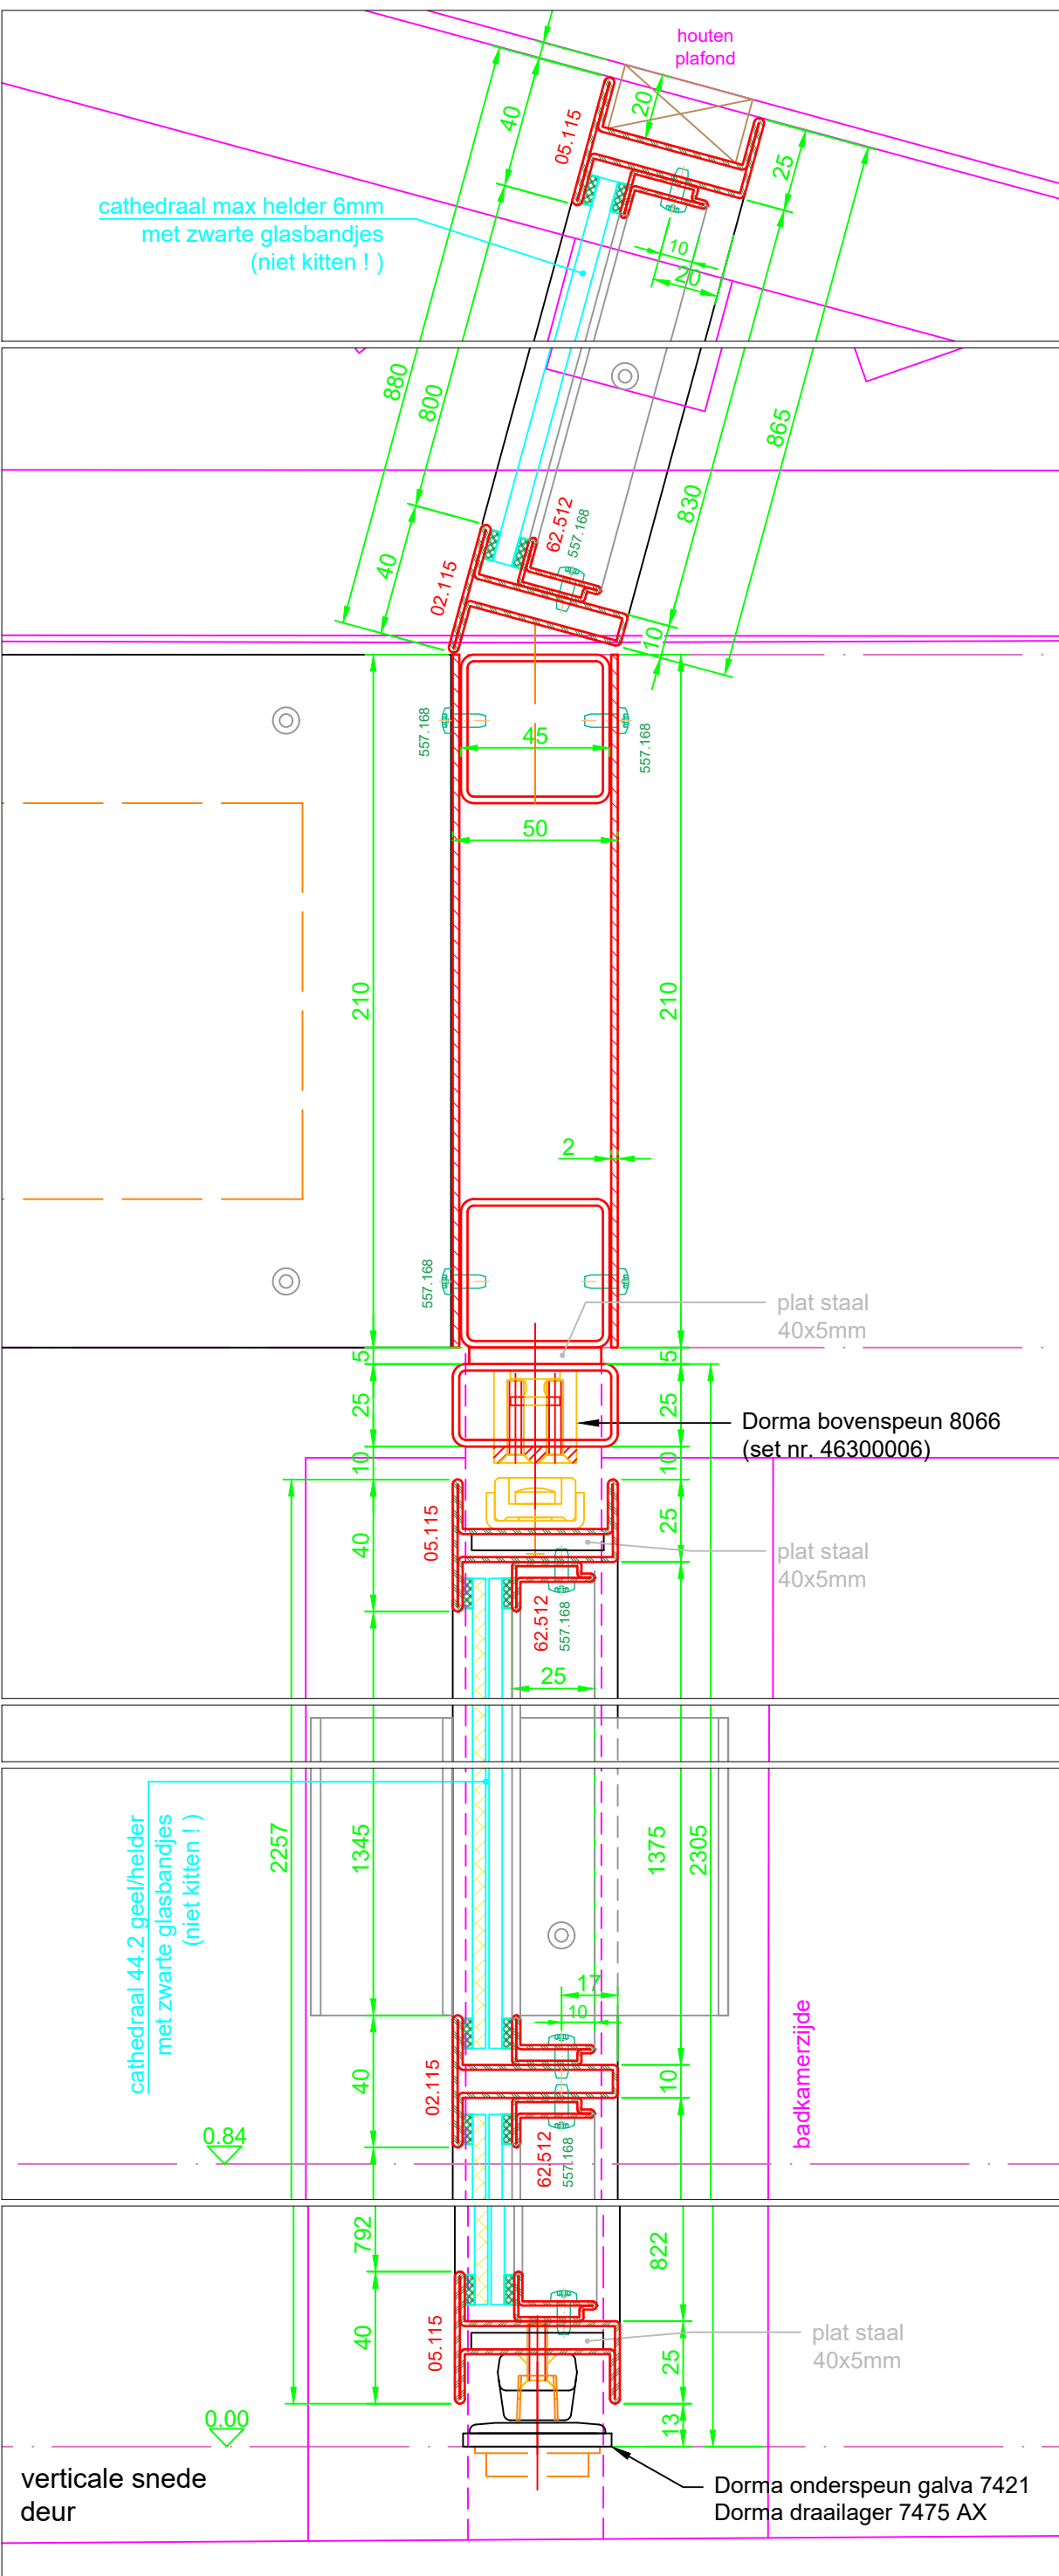 houten
plafond
40
20
05.115
25
cathedraal max helder 6mm
met zwarte glasbandjes
(niet kitten ! )
10
20
880
800
865
830
62.512
557.168
40
02.115
10
557.168
45
557.168
50
210
210
2
557.168
plat staal
40x5mm
5
5
25
25
Dorma bovenspeun 8066
(set nr. 46300006)
10
10
05.115
40
25
plat staal
40x5mm
62.512
557.168
25
cathedraal 44.2 geel/helder
met zwarte glasbandjes
(niet kitten ! )
2257
1345
1375
2305
17
10
badkamerzijde
40
02.115
10
0.84
62.512
557.168
792
822
40
05.115
plat staal
40x5mm
25
0.00
13
verticale snede
deur
Dorma onderspeun galva 7421
Dorma draailager 7475 AX